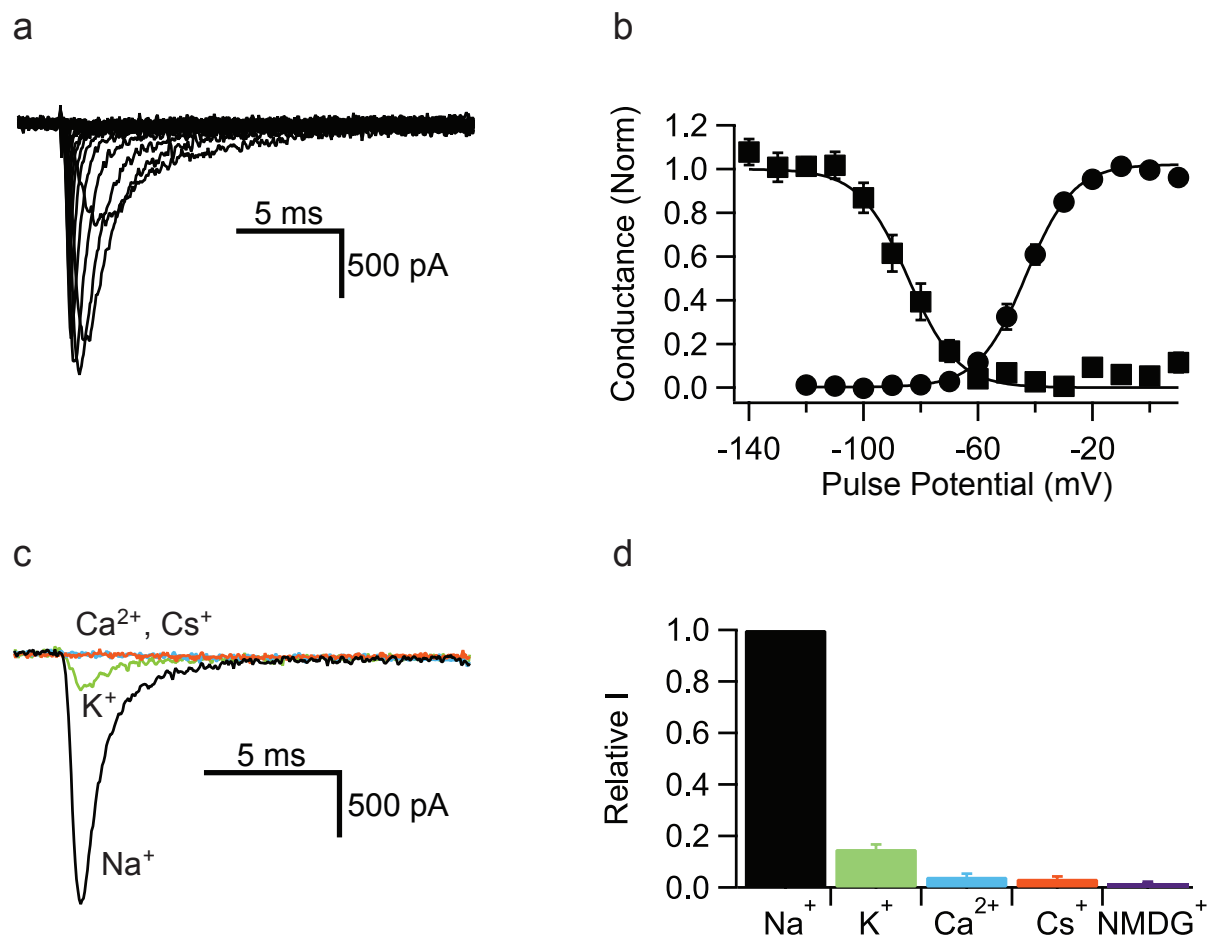 a
5 ms
500 pA
b
Conductance (Norm)
1.2
1.0
0.8
0.6
0.4
0.2
0.0
-140 -100 -60 -20
Pulse Potential (mV)
c
Ca²⁺, Cs⁺
K⁺
Na⁺
5 ms
500 pA
d
Relative I
1.0
0.8
0.6
0.4
0.2
0.0
Na⁺ K⁺ Ca²⁺ Cs⁺ NMDG⁺